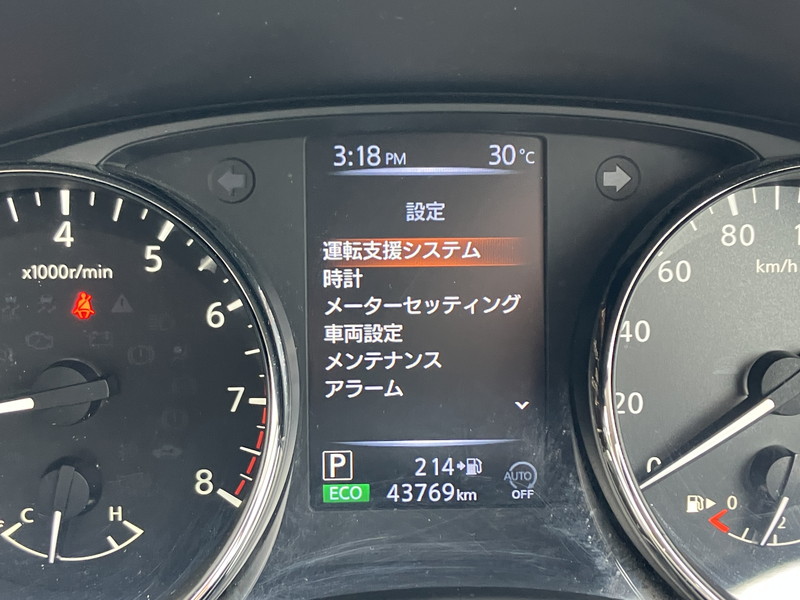 3:18 PM 30°C
設定
運転支援システム
時計
メーターセッティング
車両設定
メンテナンス
アラーム
P 214
ECO 43769km
AUTO
OFF
4
5
x1000r/min
6
7
8
C H
80
60
km/h
40
20
0
0
2